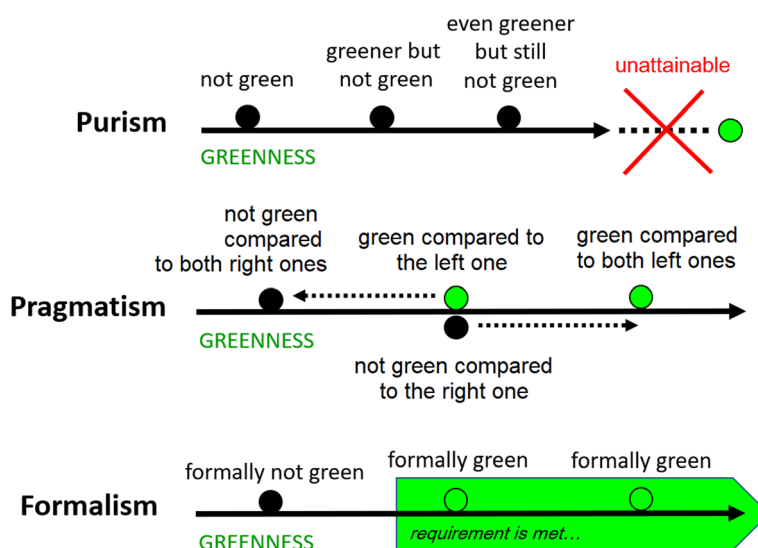 even greener
greener but
but still
not green
not green
not green
unattainable
Purism
GREENNESS
not green
compared
to both right ones
green compared to
the left one
green compared
to both left ones
Pragmatism
GREENNESS
not green compared
to the right one
formally not green
formally green
formally green
Formalism
requirement is met...
GREENNESS